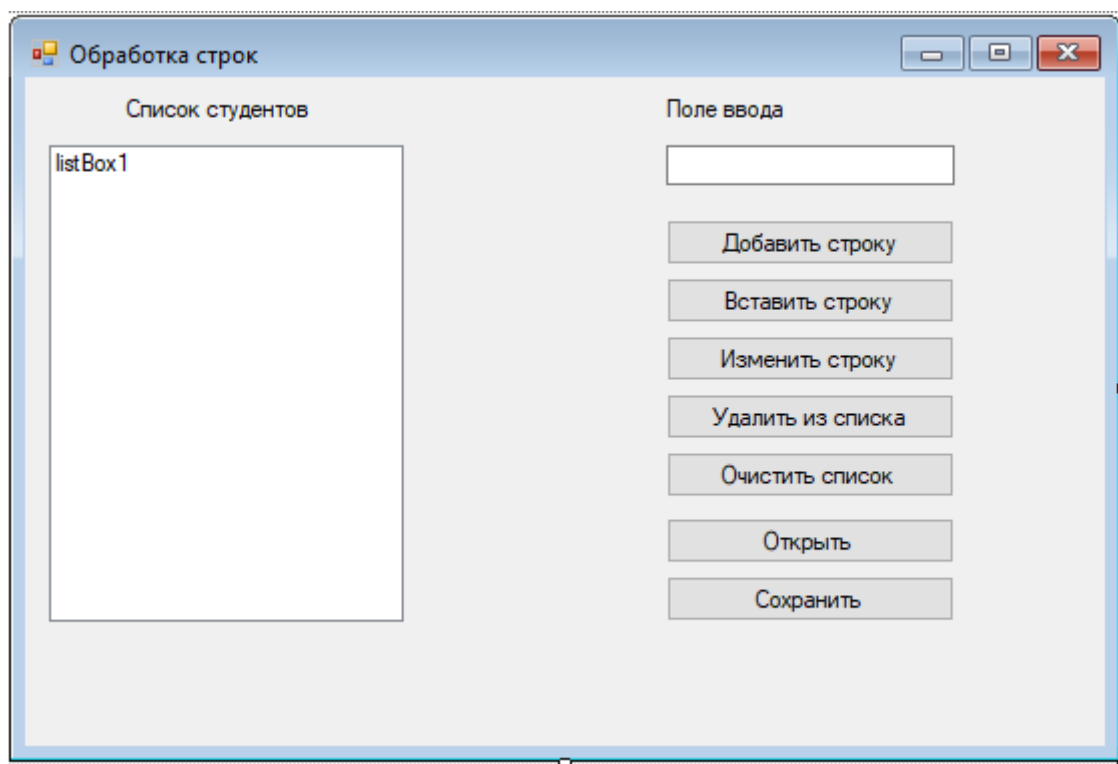 Обработка строк
Список студентов
Поле ввода
listBox1
Добавить строку
Вставить строку
Изменить строку
Удалить из списка
Очистить список
Открыть
Сохранить